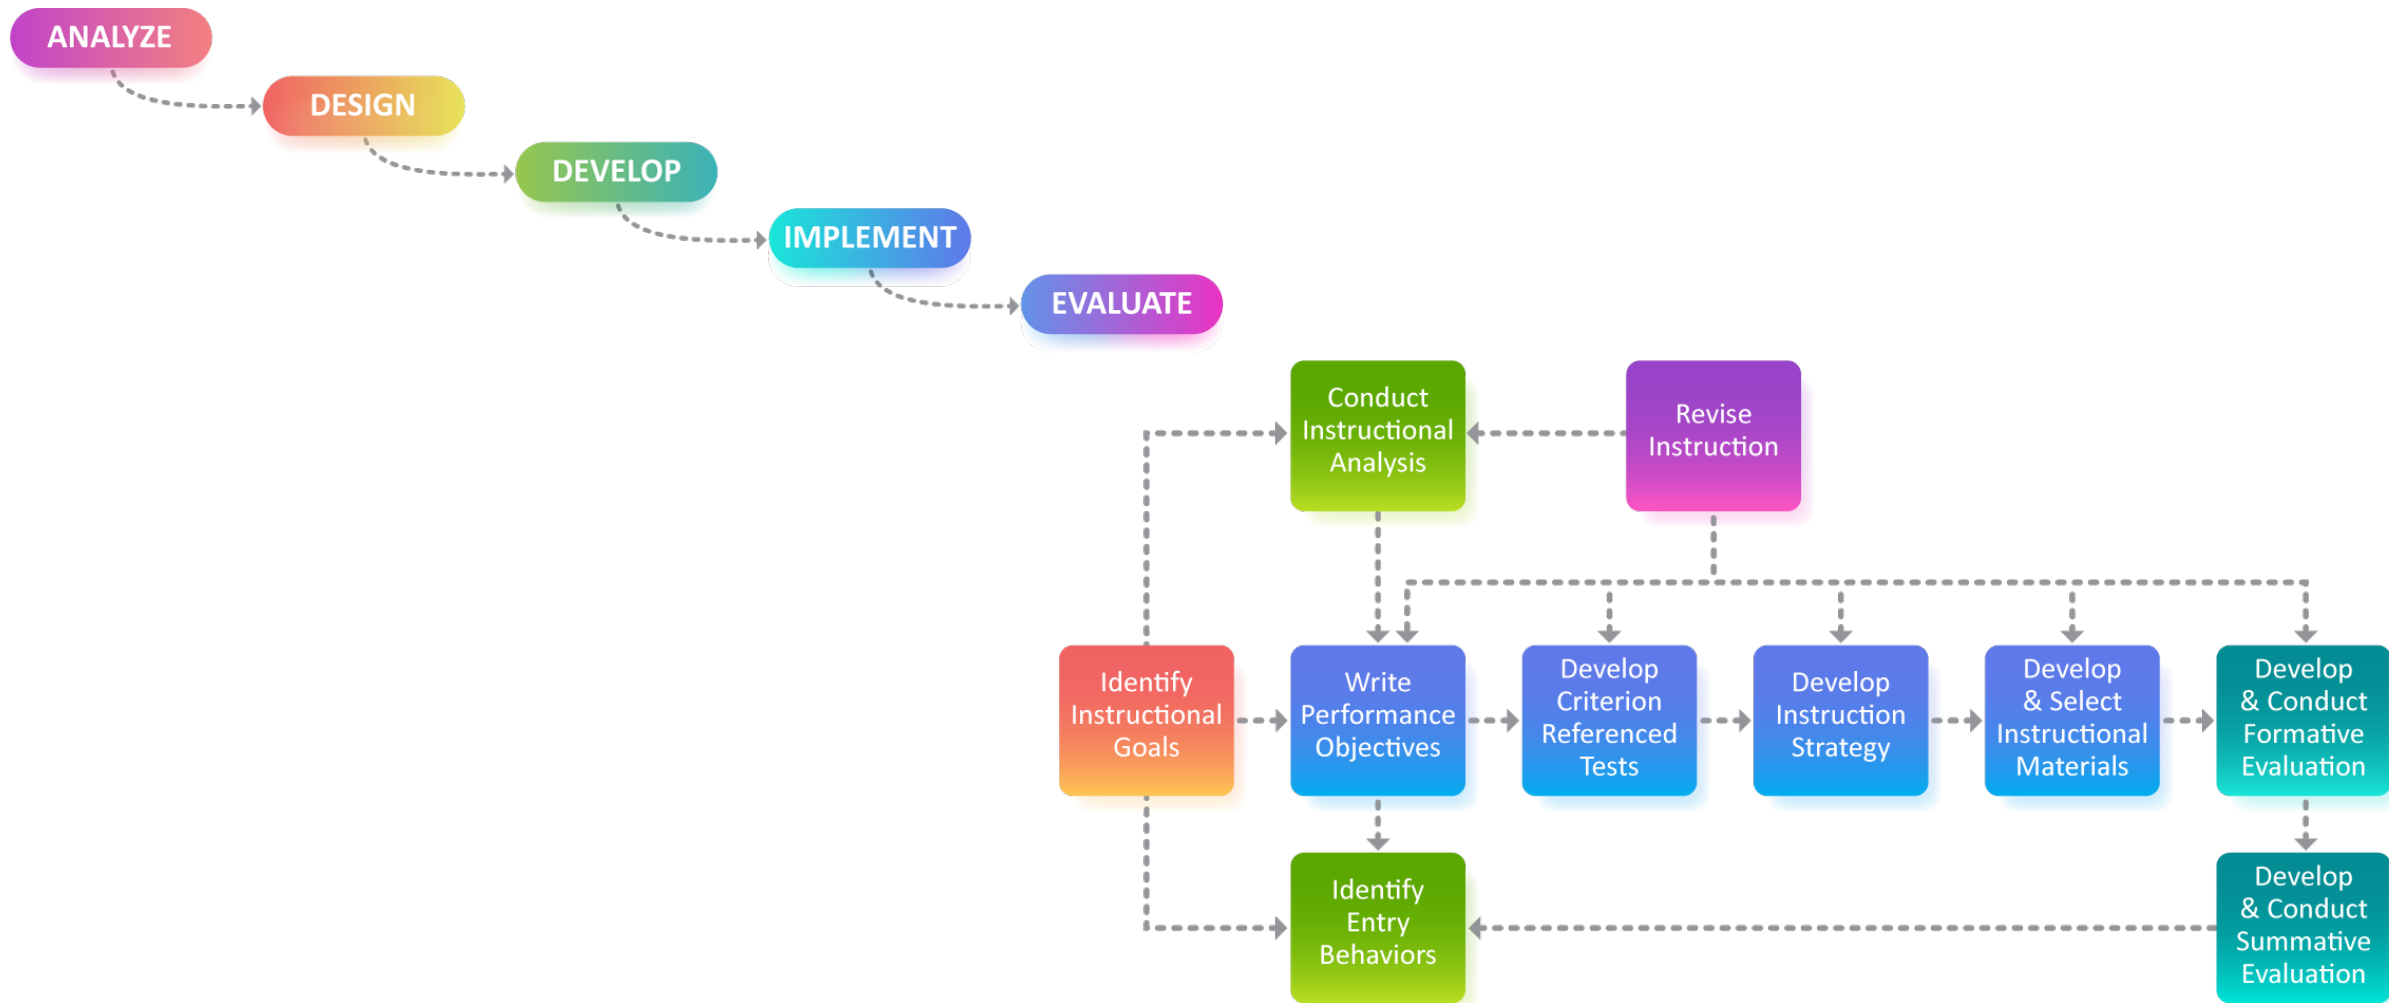 ANALYZE
DESIGN
DEVELOP
IMPLEMENT
EVALUATE
Conduct
Instructional
Analysis
Revise
Instruction
Identify
Instructional
Goals
Write
Performance
Objectives
Develop
Criterion
Referenced
Tests
Develop
Instruction
Strategy
Develop
& Select
Instructional
Materials
Develop
& Conduct
Formative
Evaluation
Identify
Entry
Behaviors
Develop
& Conduct
Summative
Evaluation